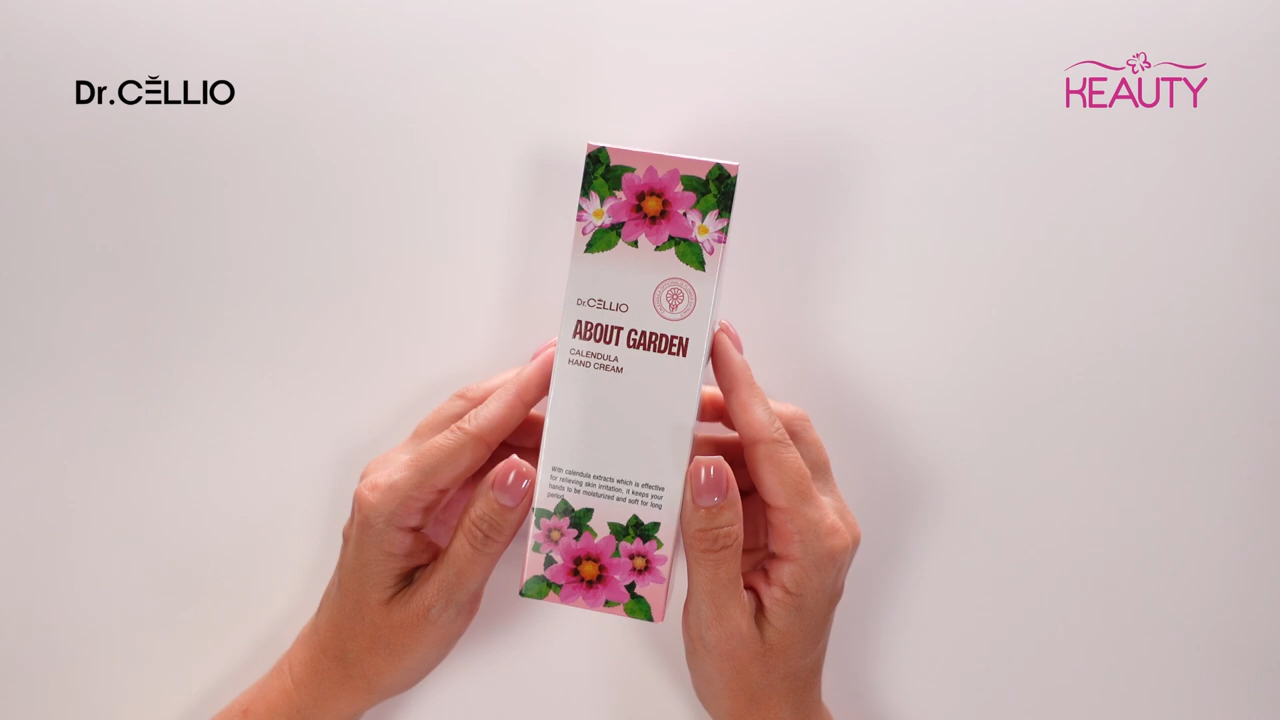 Dr.CELLIO
KEAUTY
Dr.CELLIO
ABOUT GARDEN
CALENDULA
HAND CREAM
With calendula extracts which is effective
for relieving skin irritation, it keeps your
hands to be moisturized and soft for long
period.